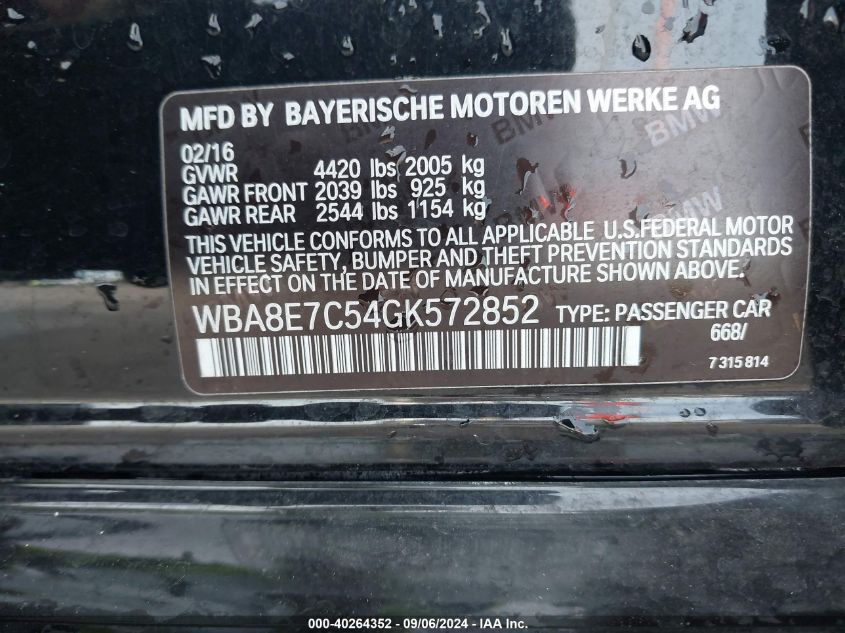 MFD BY BAYERISCHE MOTOREN WERKE AG
02/16
GVWR 4420 lbs 2005 kg
GAWR FRONT 2039 lbs 925 kg
GAWR REAR 2544 lbs 1154 kg
THIS VEHICLE CONFORMS TO ALL APPLICABLE U.S.FEDERAL MOTOR
VEHICLE SAFETY, BUMPER AND THEFT PREVENTION STANDARDS
IN EFFECT ON THE DATE OF MANUFACTURE SHOWN ABOVE.
WBA8E7C54GK572852 TYPE: PASSENGER CAR
668/
7 315 814
BMW
BMW
000-40264352 - 09/06/2024 - IAA Inc.